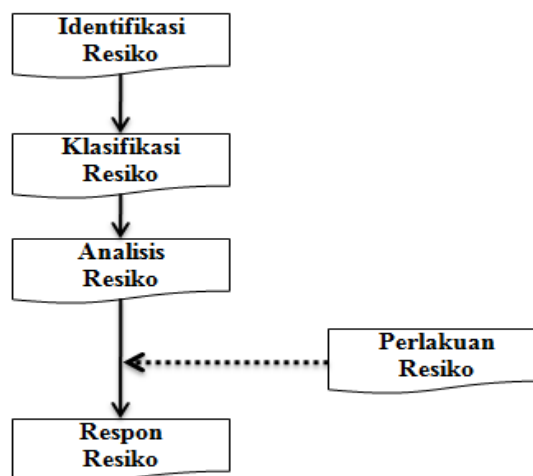 Identifikasi
Resiko
Klasifikasi
Resiko
Analisis
Resiko
Perlakuan
Resiko
Respon
Resiko